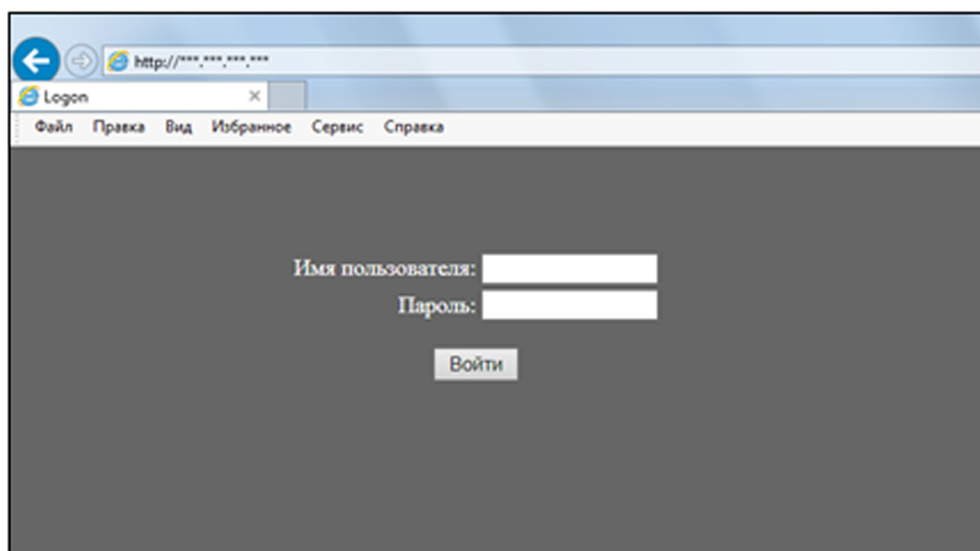 http://***.***.***.***
Logon
Файл Правка Вид Избранное Сервис Справка
Имя пользователя:
Пароль:
Войти